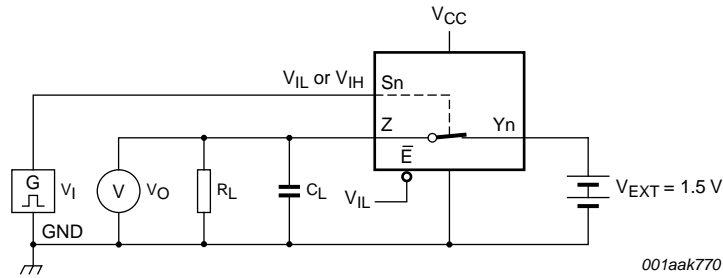 VCC
VIL or VIH
Sn
Z
Yn
E̅
G
VI
V
VO
RL
CL
VIL
VEXT = 1.5 V
GND
001aak770